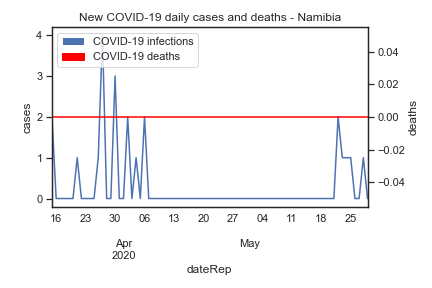 New COVID-19 daily cases and deaths - Namibia
COVID-19 infections
COVID-19 deaths
4
3
2
1
0
cases
0.04
0.02
0.00
−0.02
−0.04
deaths
16 23 30 06 13 20 27 04 11 18 25
Apr May
2020
dateRep